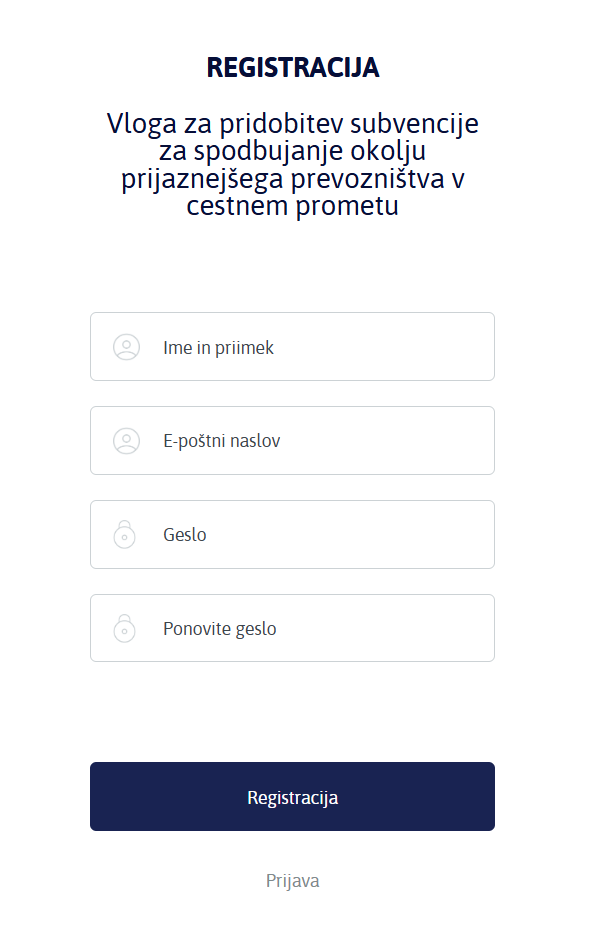 REGISTRACIJA
Vloga za pridobitev subvencije
za spodbujanje okolju
prijaznejšega prevozništva v
cestnem prometu
Ime in priimek
E-poštni naslov
Geslo
Ponovite geslo
Registracija
Prijava